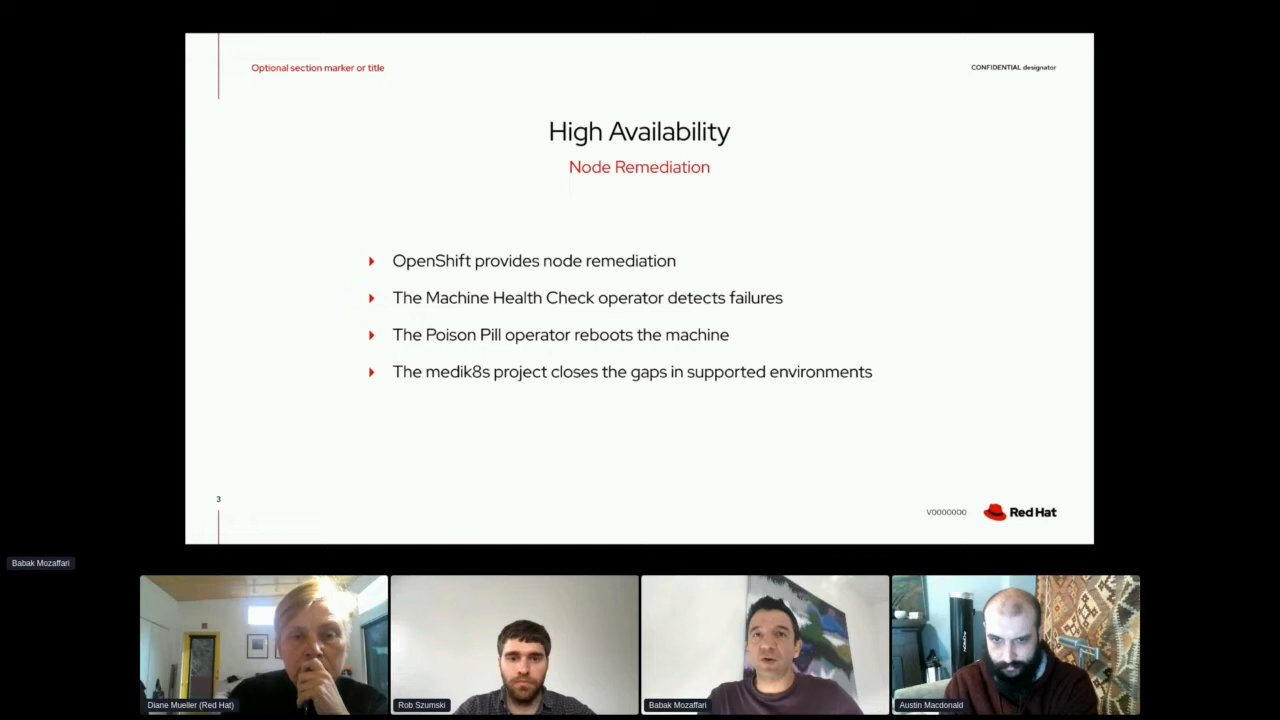 Optional section marker or title
CONFIDENTIAL designator
High Availability
Node Remediation
OpenShift provides node remediation
The Machine Health Check operator detects failures
The Poison Pill operator reboots the machine
The medik8s project closes the gaps in supported environments
3
V0000000
Red Hat
Babak Mozaffari
Diane Mueller (Red Hat)
Rob Szumski
Babak Mozaffari
Austin Macdonald